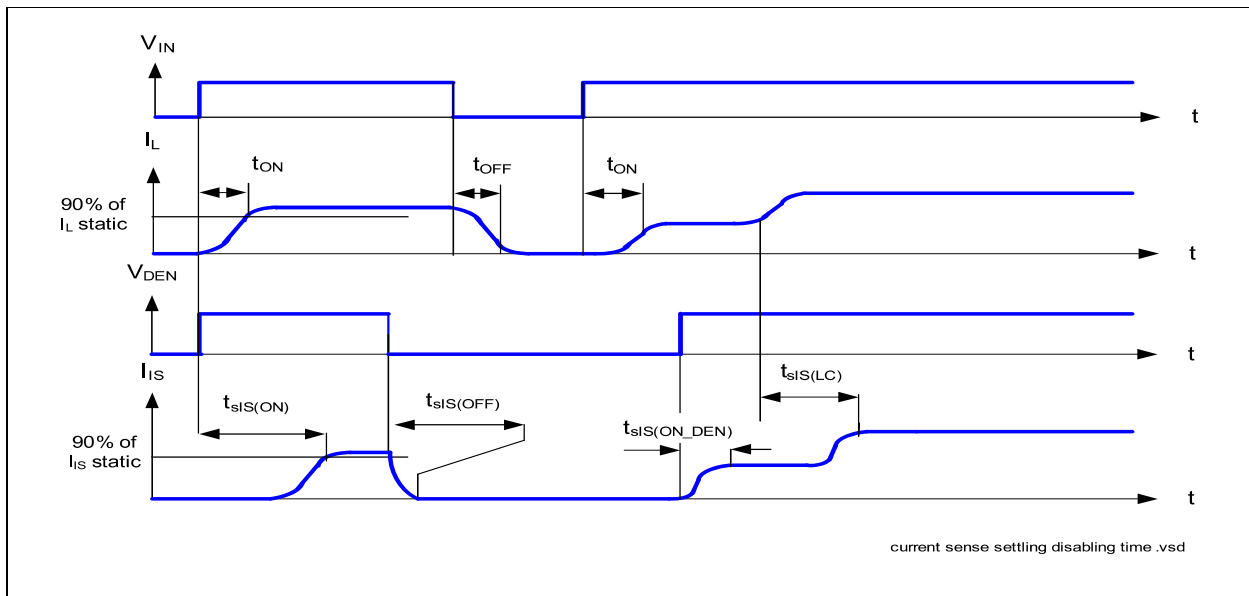 VIN
t
IL
tON
tOFF
tON
90% of
IL static
t
VDEN
t
IIS
tsIS(ON)
tsIS(OFF)
tsIS(LC)
tsIS(ON_DEN)
90% of
IIS static
t
current sense settling disabling time .vsd